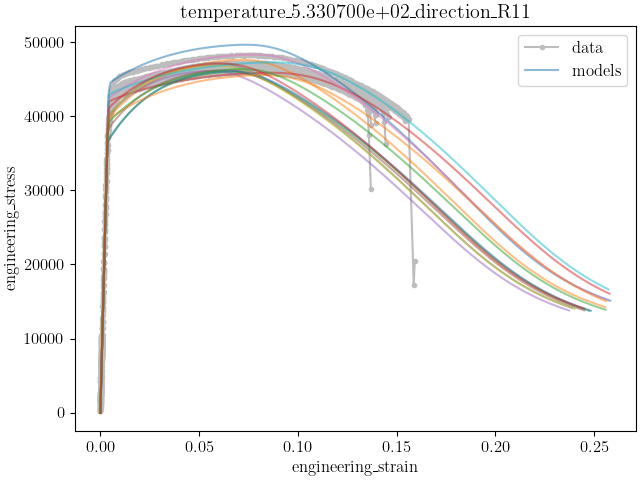 temperature_5.330700e+02_direction_R11
50000
40000
30000
20000
10000
0
engineering_stress
data
models
0.00
0.05
0.10
0.15
0.20
0.25
engineering_strain